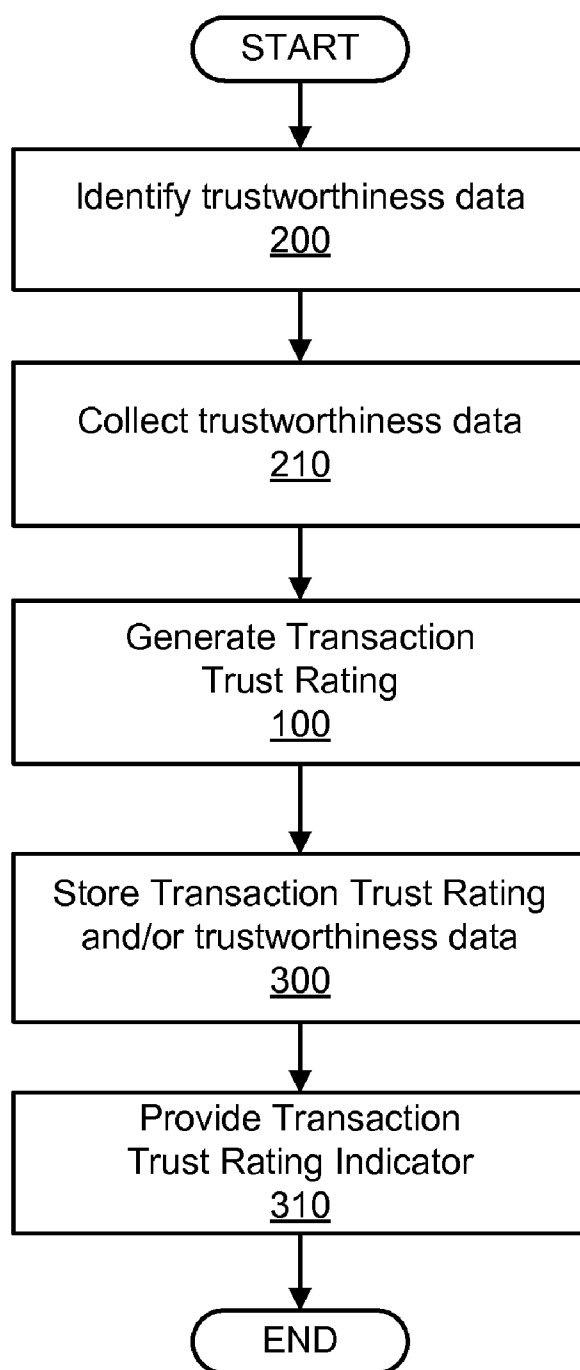 START
Identify trustworthiness data
200
Collect trustworthiness data
210
Generate Transaction
Trust Rating
100
Store Transaction Trust Rating
and/or trustworthiness data
300
Provide Transaction
Trust Rating Indicator
310
END